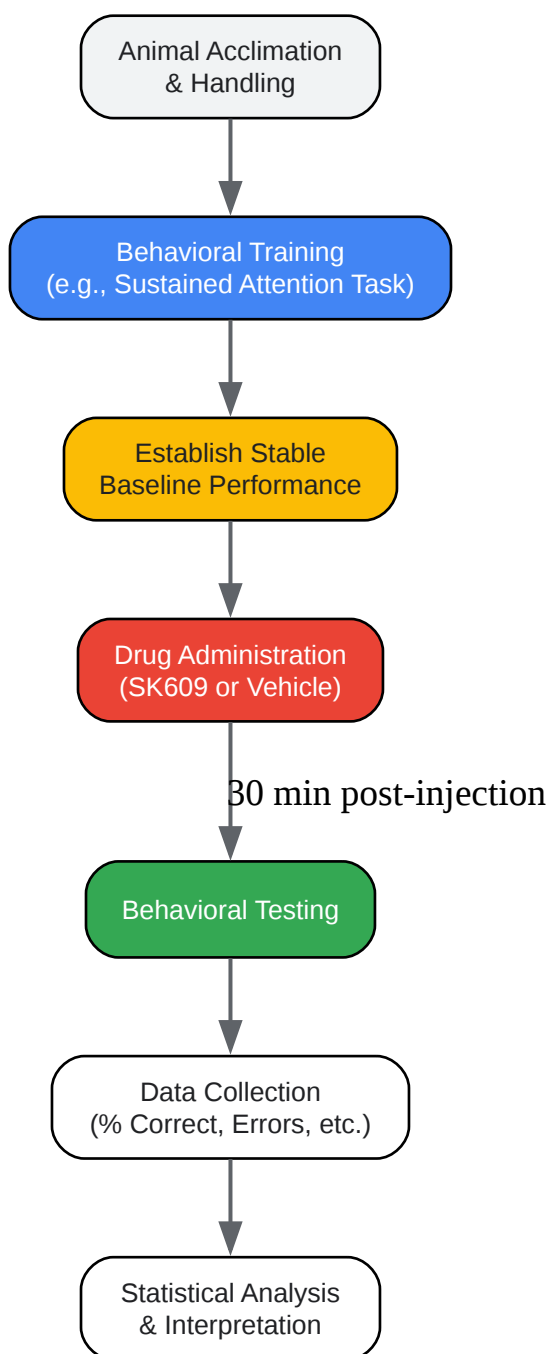 Animal Acclimation
& Handling
Behavioral Training
(e.g., Sustained Attention Task)
Establish Stable
Baseline Performance
Drug Administration
(SK609 or Vehicle)
30 min post-injection
Behavioral Testing
Data Collection
(% Correct, Errors, etc.)
Statistical Analysis
& Interpretation